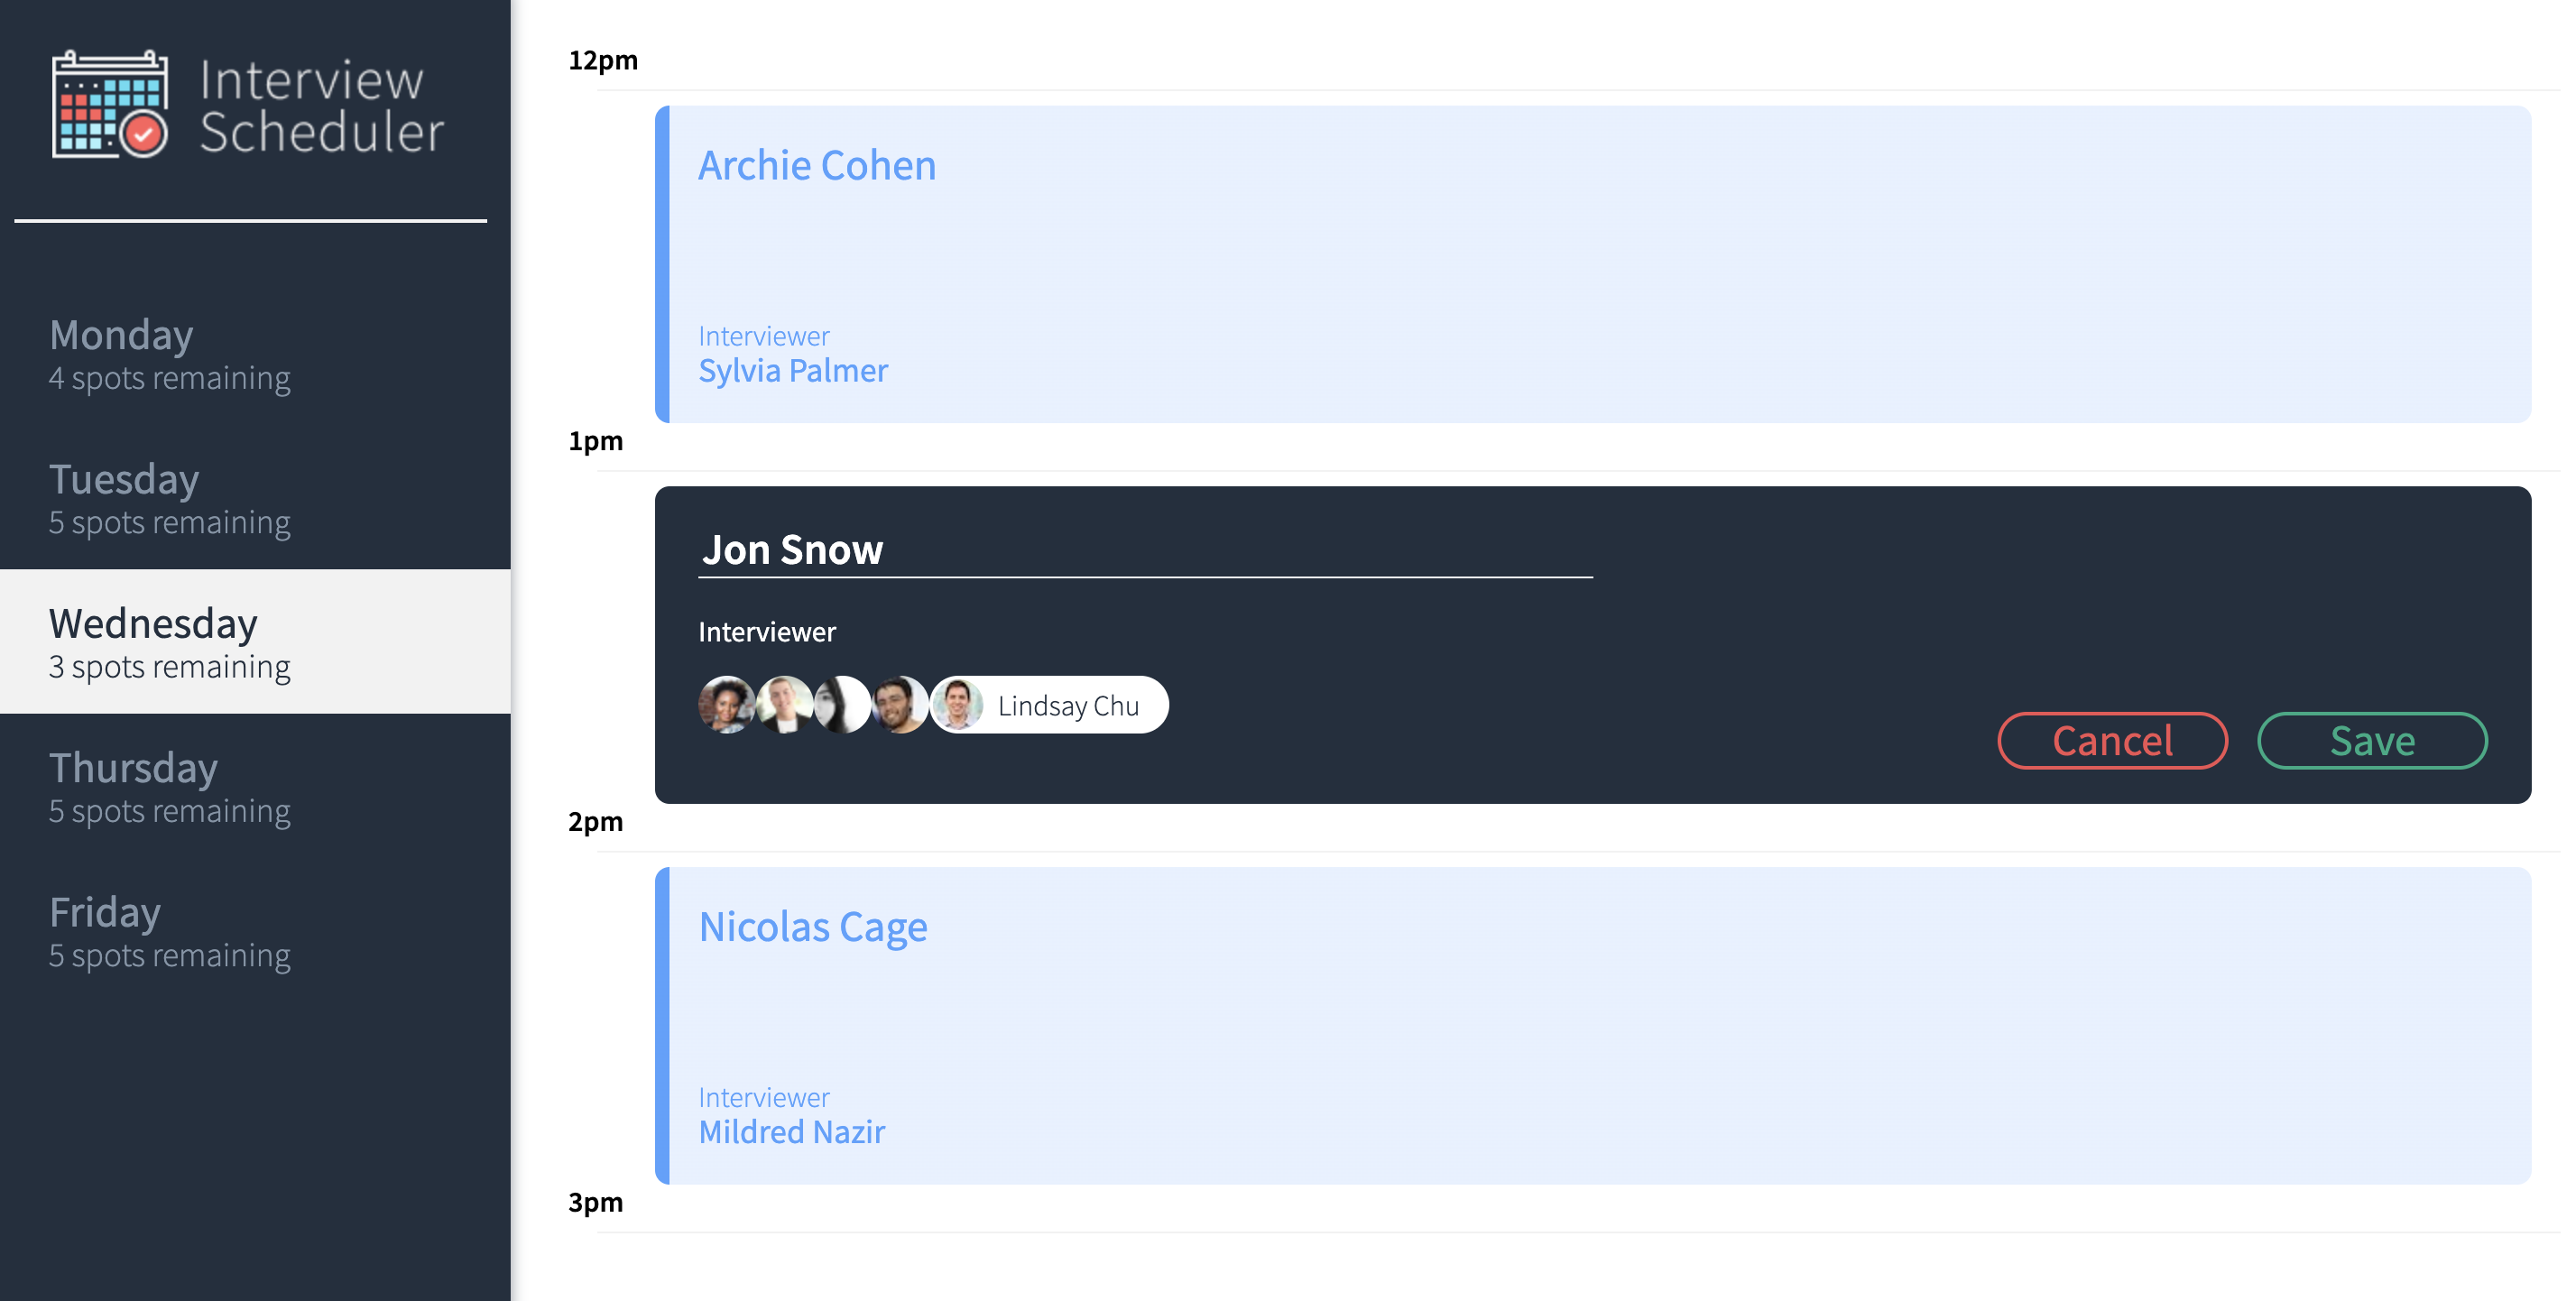 Interview
Scheduler
Monday
4 spots remaining
Tuesday
5 spots remaining
Wednesday
3 spots remaining
Thursday
5 spots remaining
Friday
5 spots remaining
12pm
Archie Cohen
Interviewer
Sylvia Palmer
1pm
Jon Snow
Interviewer
Lindsay Chu
Cancel
Save
2pm
Nicolas Cage
Interviewer
Mildred Nazir
3pm